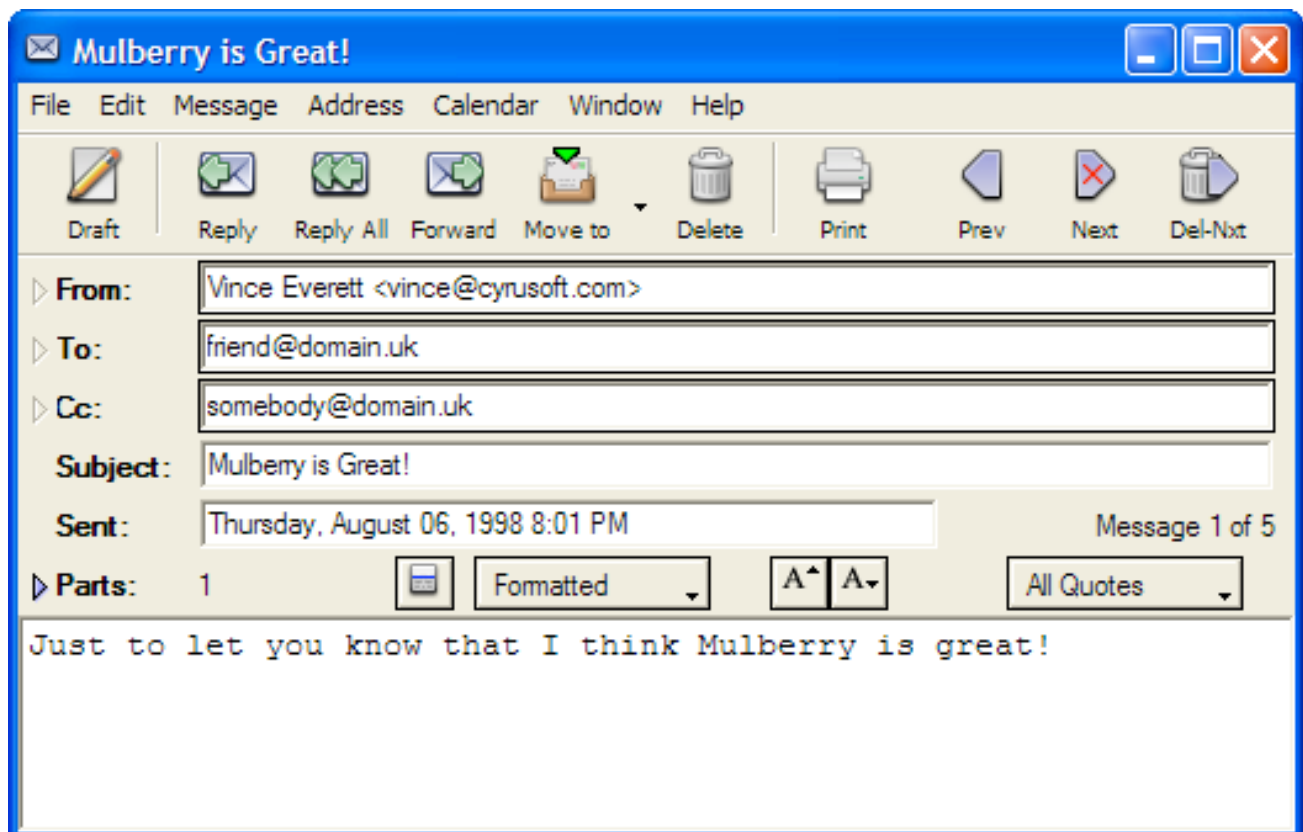 Mulberry is Great!
File Edit Message Address Calendar Window Help
Draft Reply Reply All Forward Move to Delete Print Prev Next Del-Nxt
From: Vince Everett <vince@cyrusoft.com>
To: friend@domain.uk
Cc: somebody@domain.uk
Subject: Mulberry is Great!
Sent: Thursday, August 06, 1998 8:01 PM Message 1 of 5
Parts: 1 Formatted A A All Quotes
Just to let you know that I think Mulberry is great!